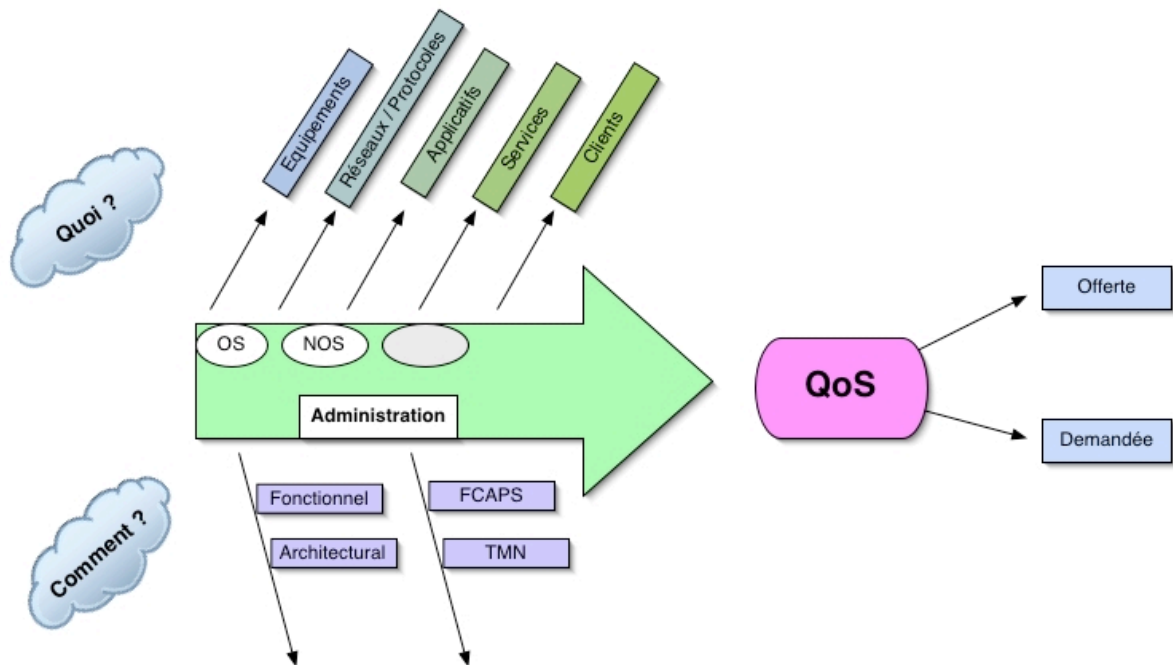 Equipements
Réseaux / Protocoles
Applicatifs
Services
Clients
Quoi ?
Offerte
OS
NOS
QoS
Administration
Demandée
Fonctionnel
FCAPS
Comment ?
Architectural
TMN